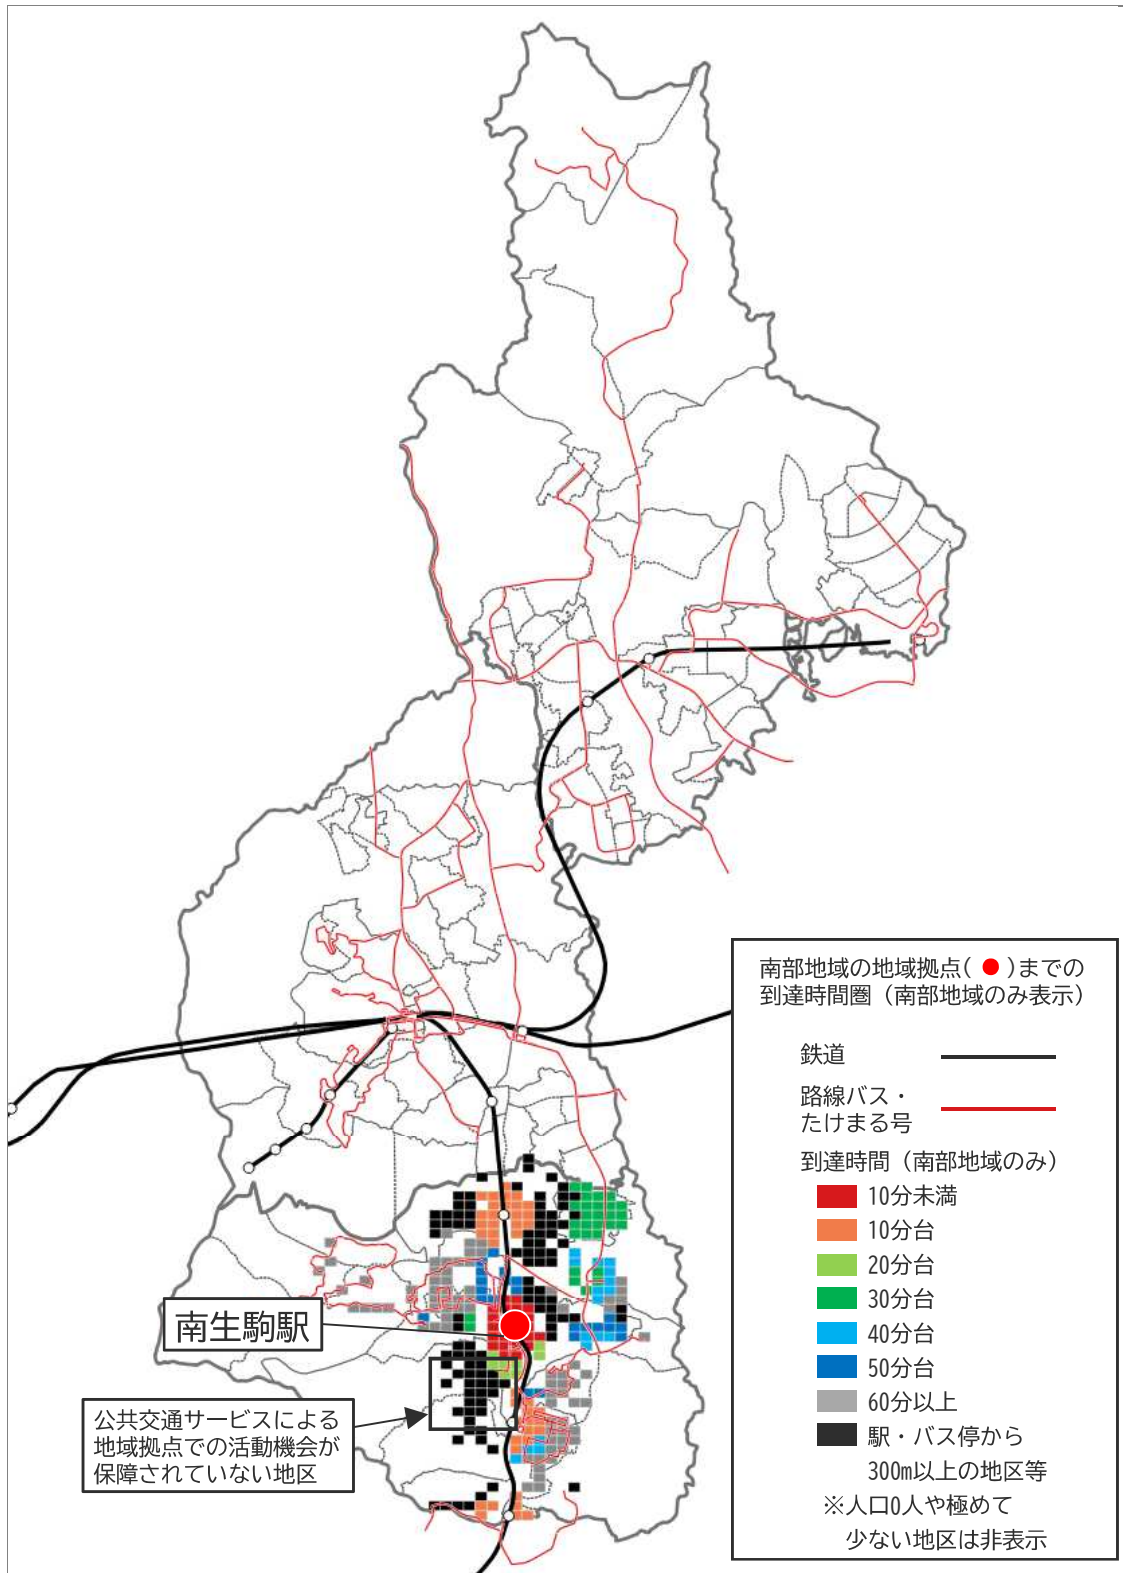 南部地域の地域拠点( ● )までの
到達時間圏（南部地域のみ表示）
鉄道
路線バス・
たけまる号
到達時間（南部地域のみ）
10分未満
10分台
20分台
30分台
40分台
50分台
60分以上
駅・バス停から
300m以上の地区等
※人口0人や極めて
少ない地区は非表示
南生駒駅
公共交通サービスによる
地域拠点での活動機会が
保障されていない地区